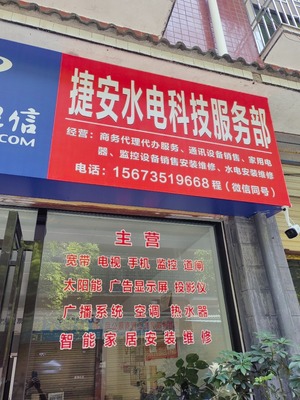 捷安水电科技服务部
经营：商务代理代办服务、通讯设备销售、家用电
器、监控设备销售安装维修、水电安装维修
电话：15673519668 程（微信同号）
信
.COM
主营
宽带 电视 手机 监控 道闸
太阳能 广告显示屏 投影仪
广播系统 空调 热水器
智能家居安装维修